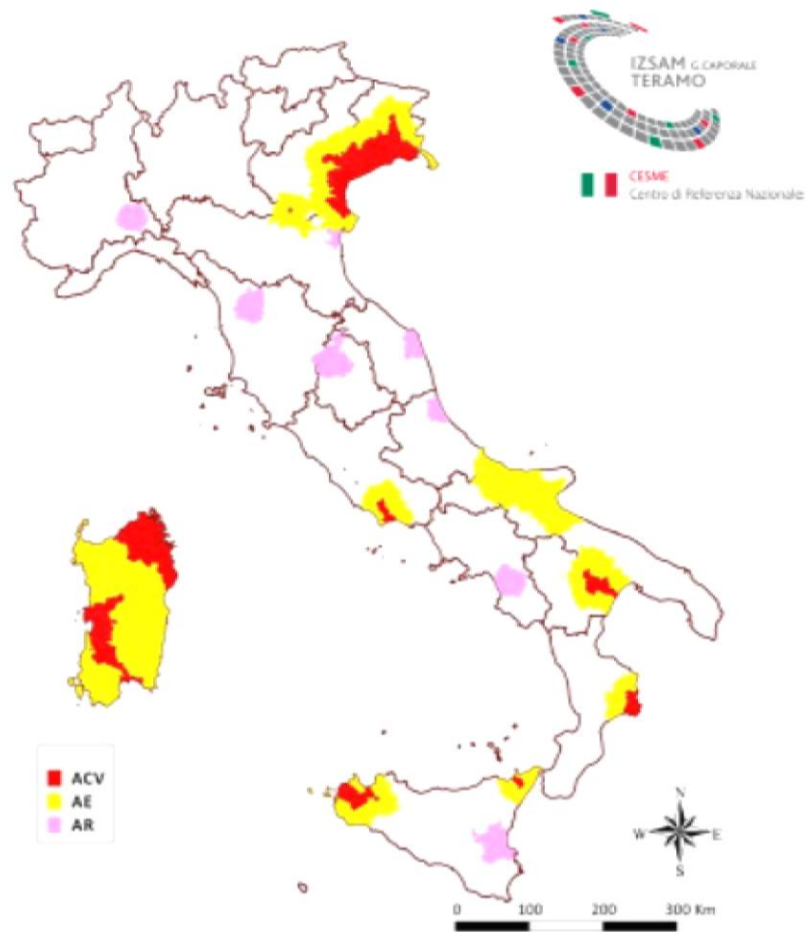 IZSAM G.CAPORALE
TERAMO
CESME
Centro di Referenza Nazionale
ACV
AE
AR
N
W E
S
0 100 200 300 Km